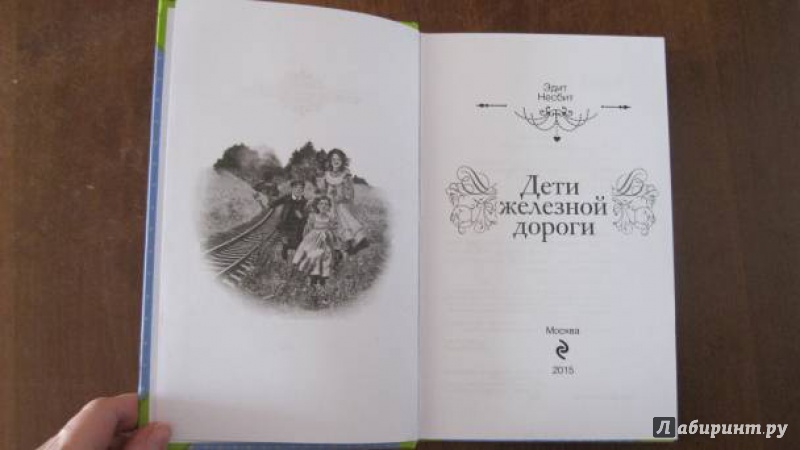 Эдит
Несбит
Дети
железной
дороги
Москва
2015
Лабиринт.ру